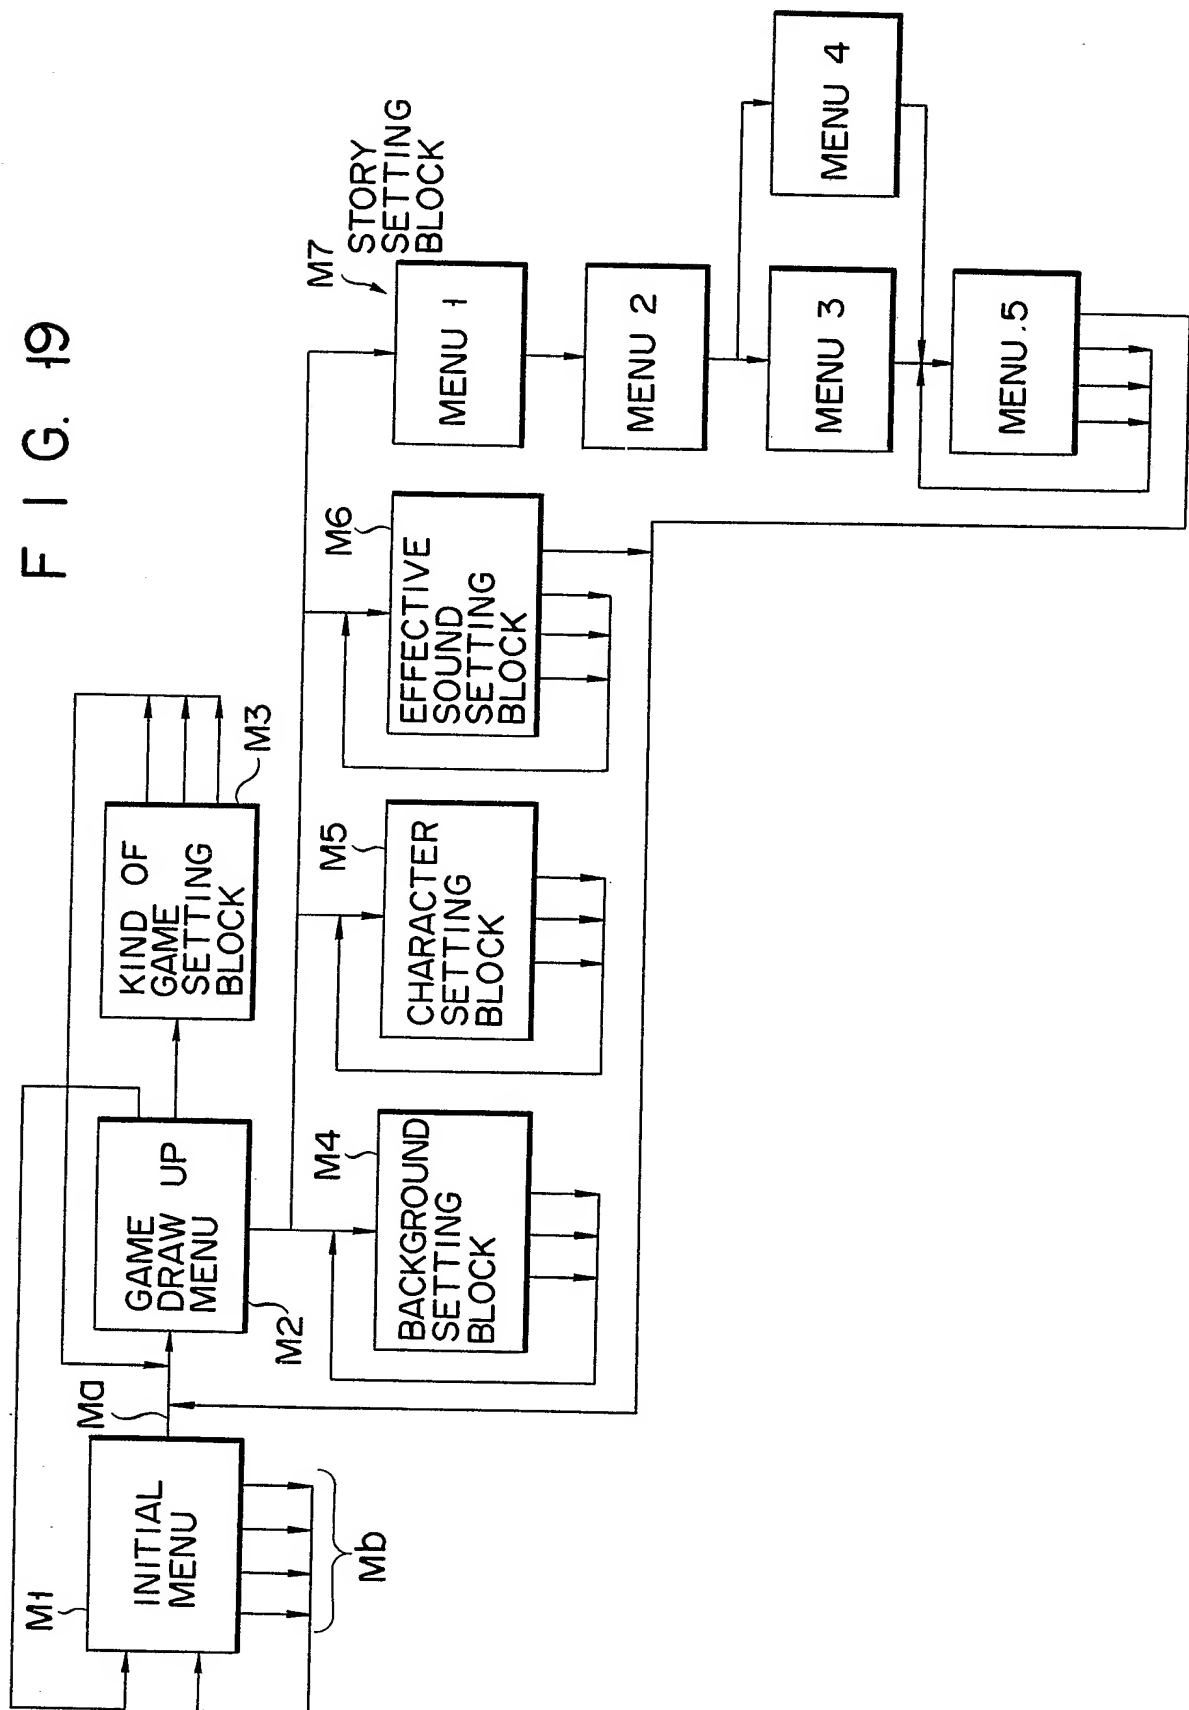 F I G. 19
M1
INITIAL
MENU
Ma
Mb
GAME
DRAW UP
MENU
M2
KIND OF
GAME
SETTING
BLOCK
M3
M4
BACKGROUND
SETTING
BLOCK
M5
CHARACTER
SETTING
BLOCK
M6
EFFECTIVE
SOUND
SETTING
BLOCK
M7
STORY
SETTING
BLOCK
MENU 1
MENU 2
MENU 3
MENU 4
MENU.5